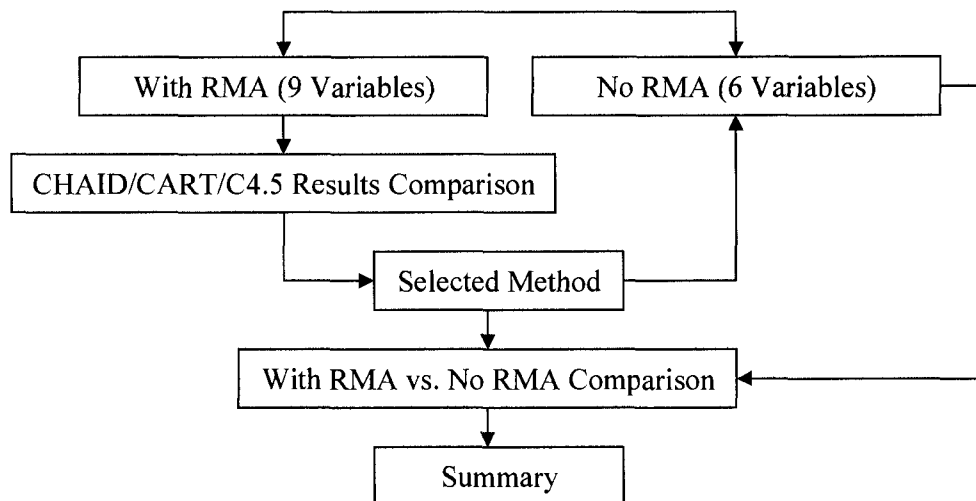 With RMA (9 Variables)
No RMA (6 Variables)
CHAID/CART/C4.5 Results Comparison
Selected Method
With RMA vs. No RMA Comparison
Summary